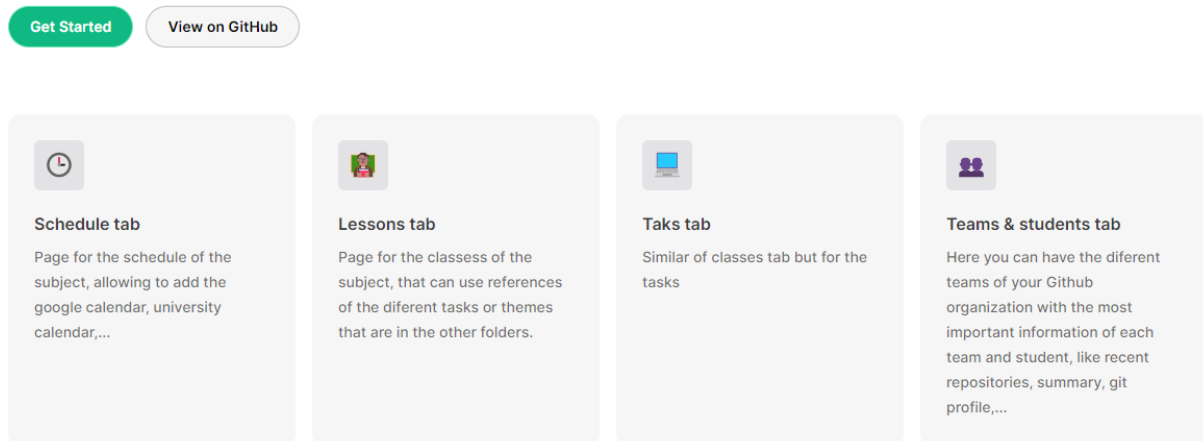 Get Started
View on GitHub
Schedule tab
Page for the schedule of the
subject, allowing to add the
google calendar, university
calendar,...
Lessons tab
Page for the classess of the
subject, that can use references
of the diferent tasks or themes
that are in the other folders.
Taks tab
Similar of classes tab but for the
tasks
Teams & students tab
Here you can have the diferent
teams of your Github
organization with the most
important information of each
team and student, like recent
repositories, summary, git
profile,...